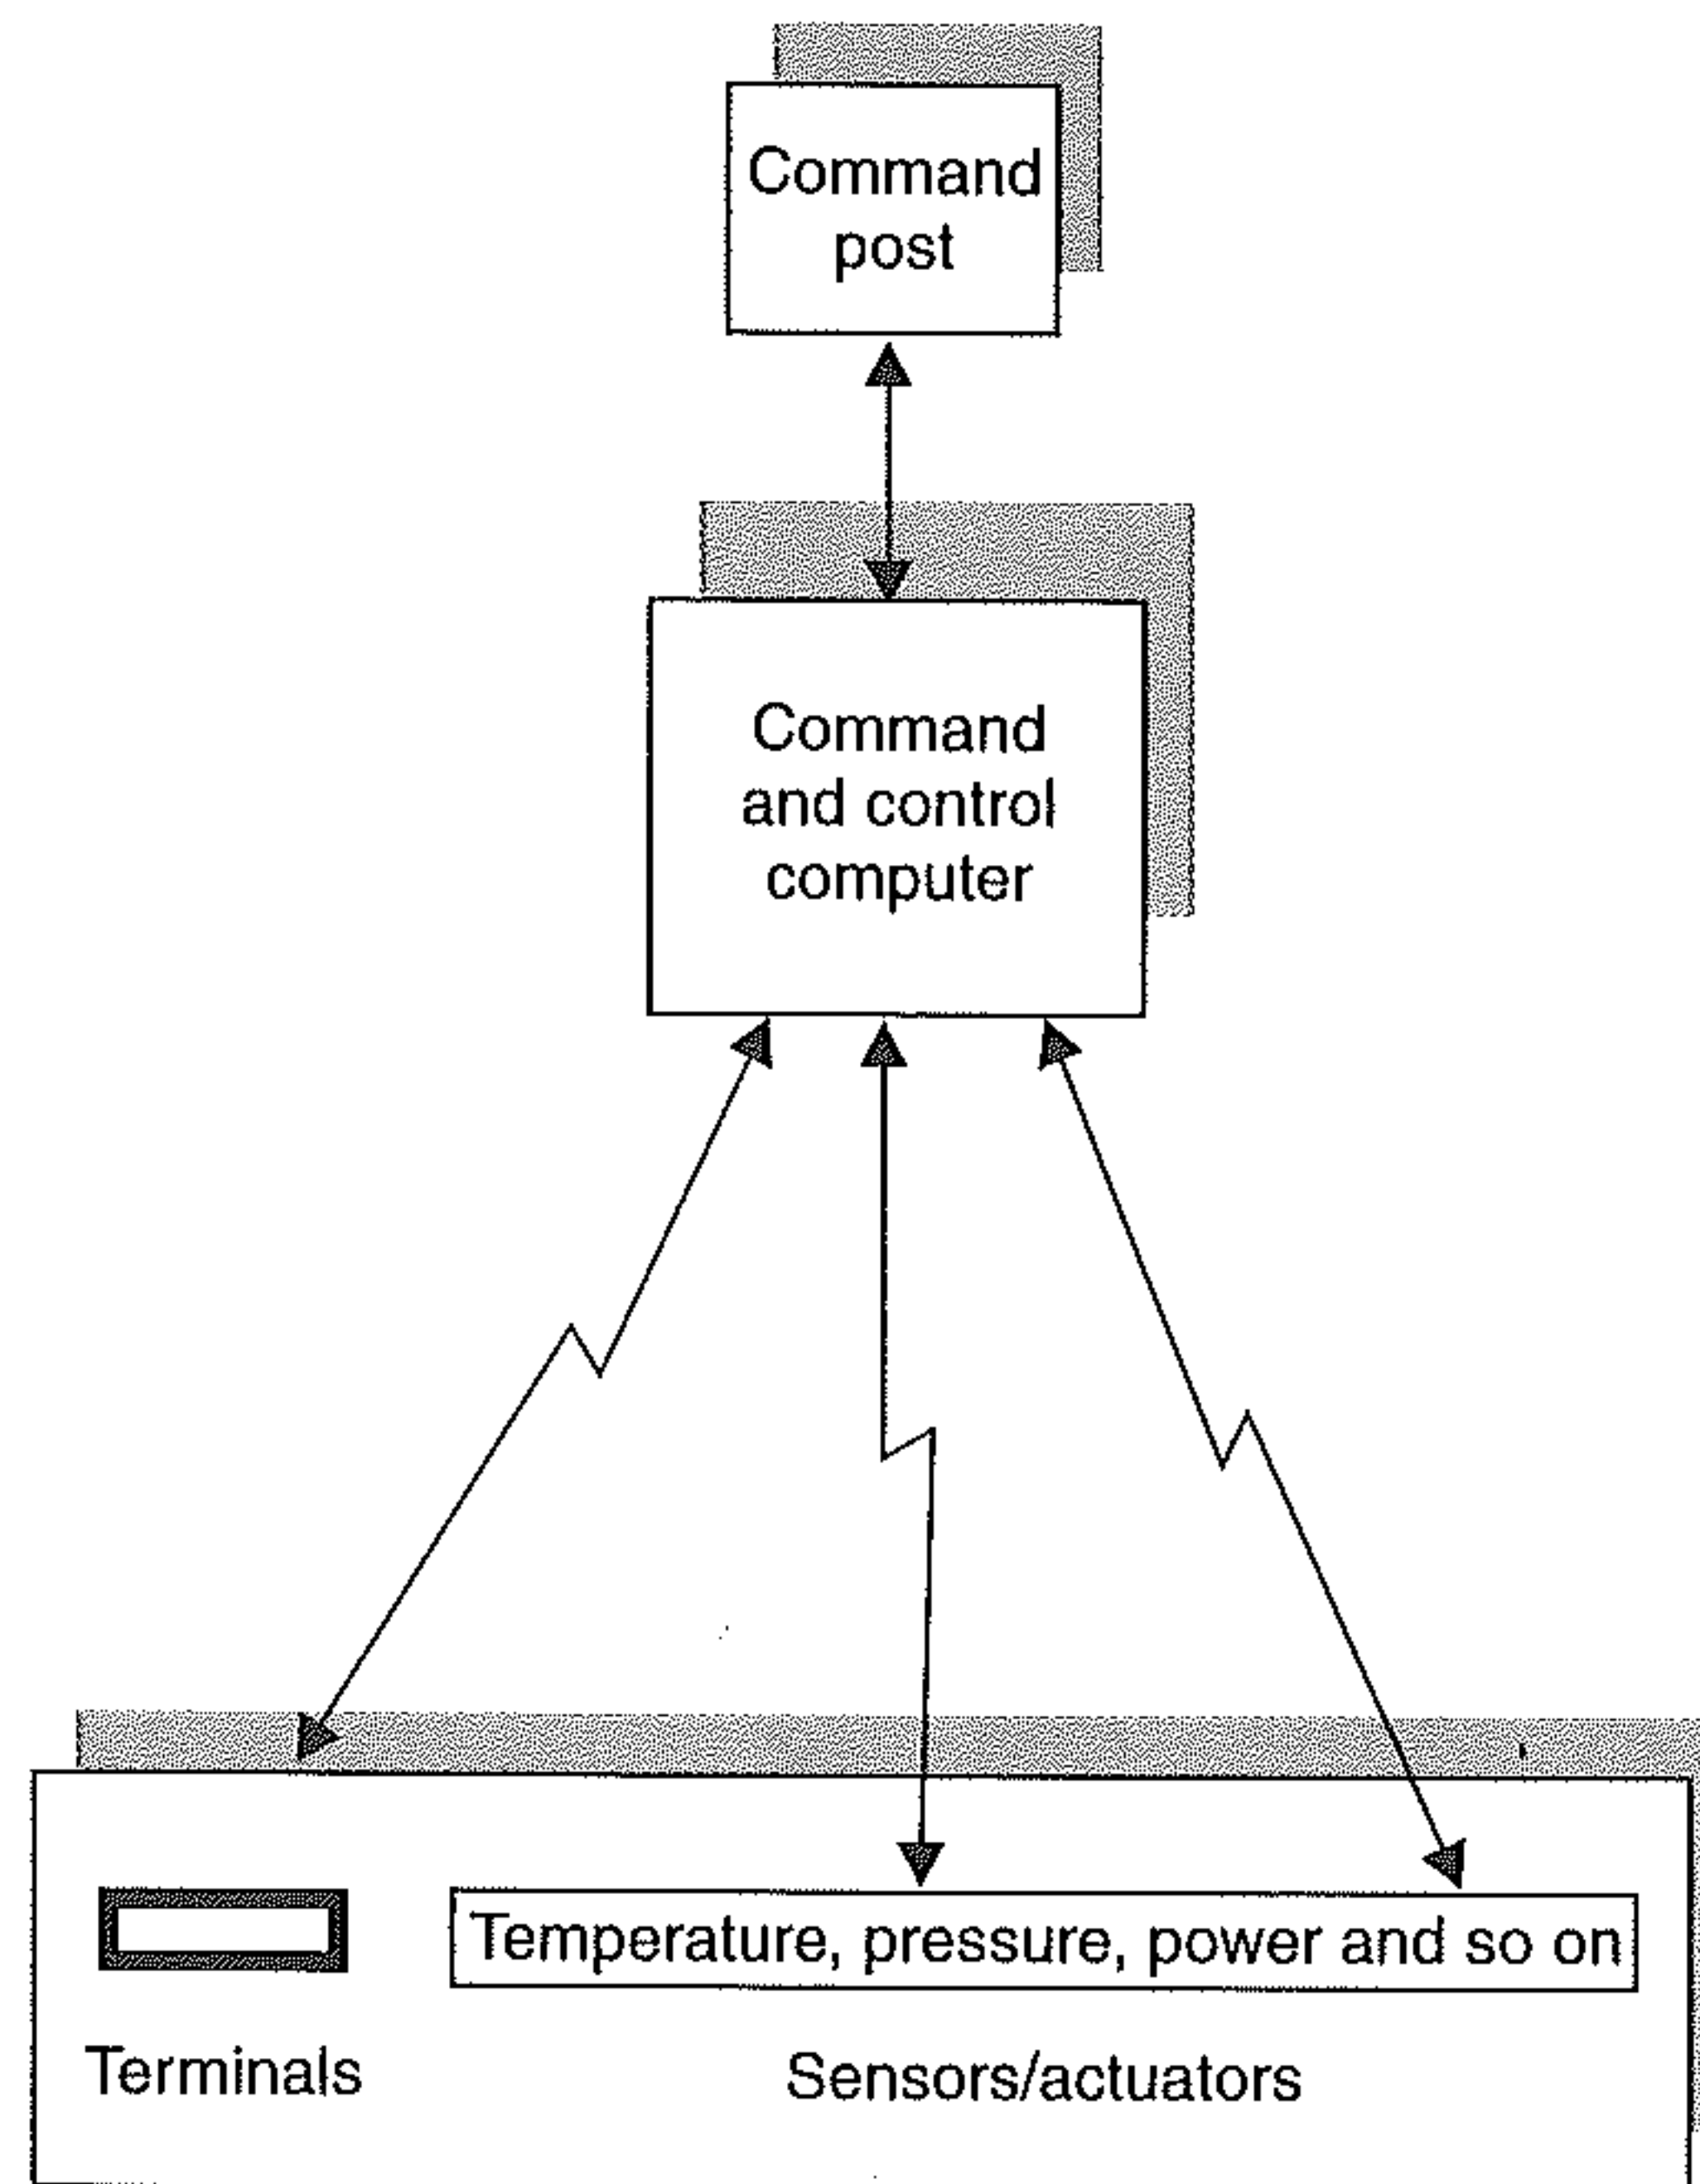 Command
post
Command
and control
computer
Temperature, pressure, power and so on
Terminals
Sensors/actuators